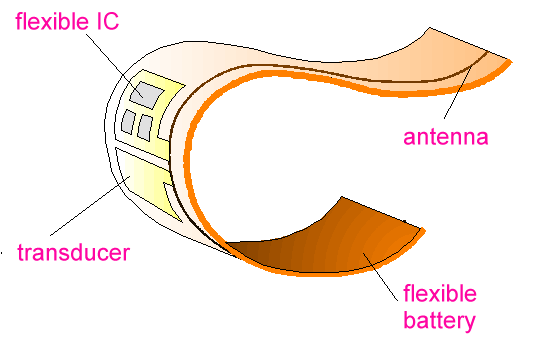 flexible IC
antenna
transducer
flexible
battery